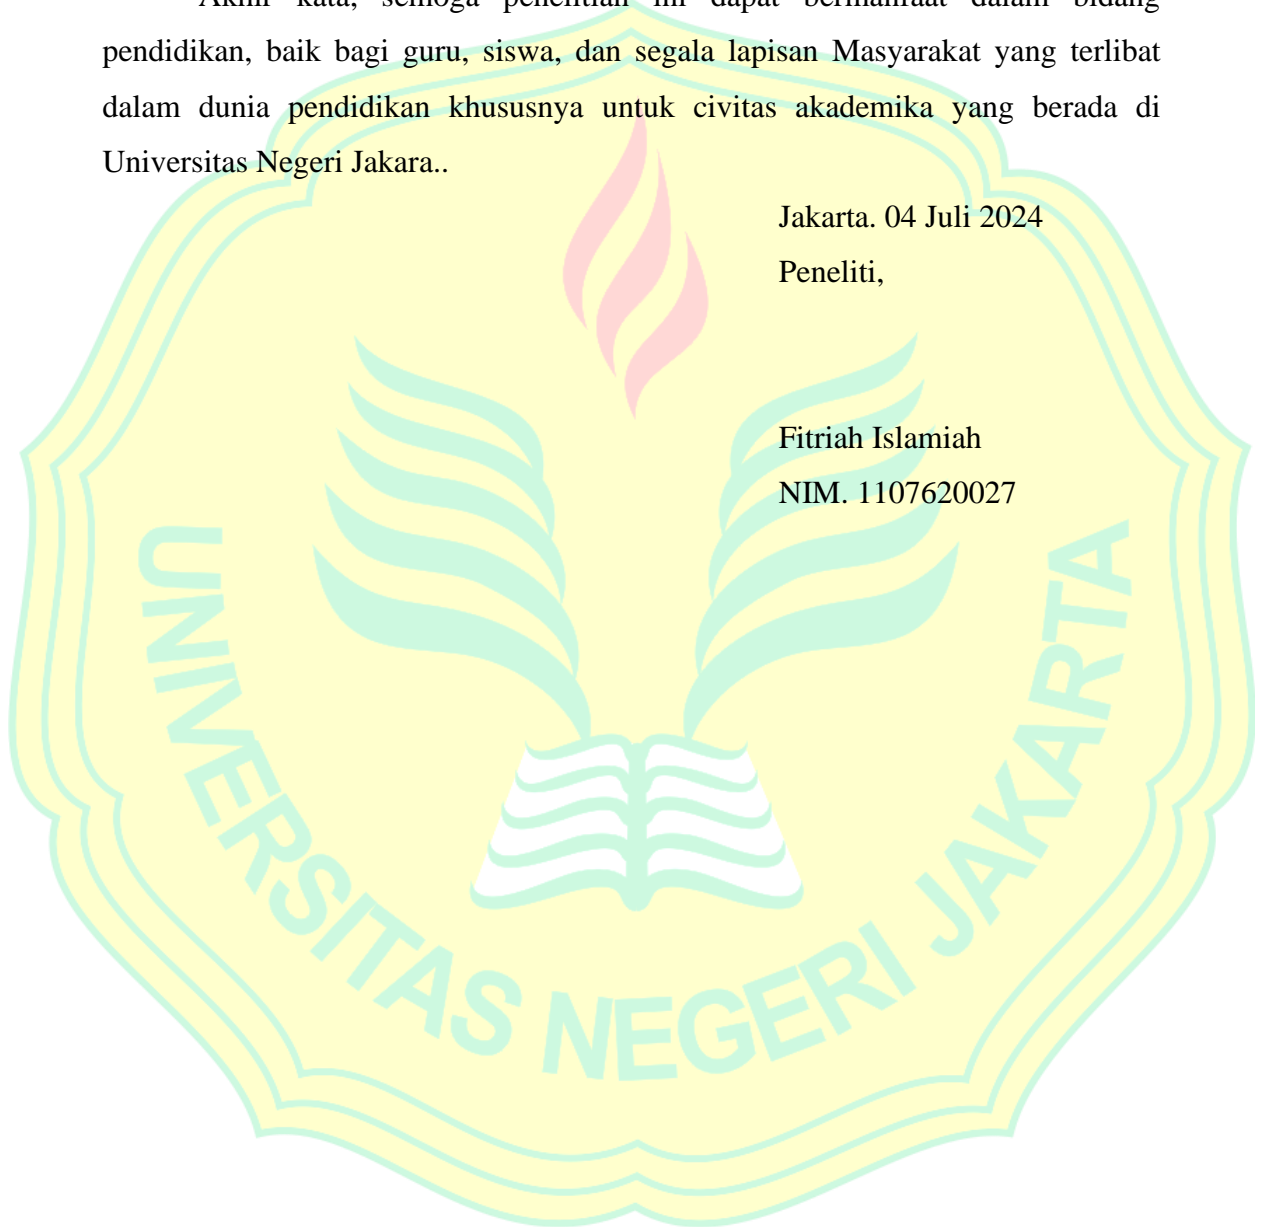 Akhir kata, semoga penelitian ini dapat bermanfaat dalam bidang
pendidikan, baik bagi guru, siswa, dan segala lapisan Masyarakat yang terlibat
dalam dunia pendidikan khususnya untuk civitas akademika yang berada di
Universitas Negeri Jakara..
Jakarta. 04 Juli 2024
Peneliti,
Fitriah Islamiah
NIM. 1107620027
UNIVERSITAS NEGERI JAKARTA